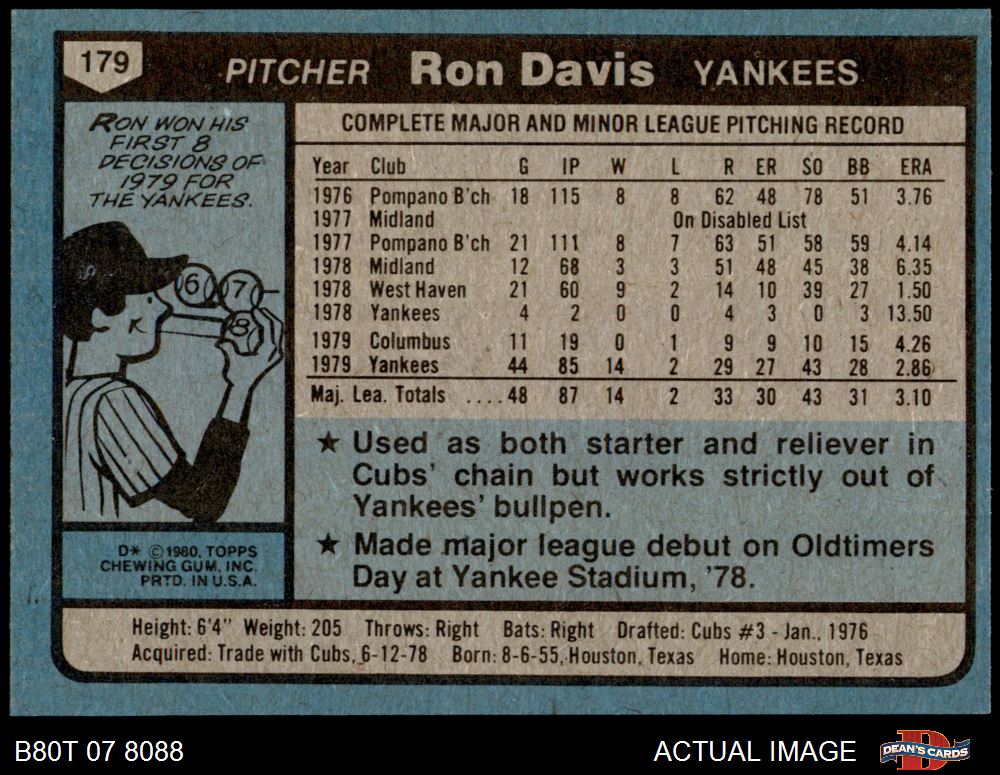 179
PITCHER Ron Davis YANKEES
RON WON HIS
FIRST 8
DECISIONS OF
1979 FOR
THE YANKEES.
6 7
8
K
D* © 1980, TOPPS
CHEWING GUM, INC.
PRTD. IN U.S.A.
COMPLETE MAJOR AND MINOR LEAGUE PITCHING RECORD
Year Club G IP W L R ER SO BB ERA
1976 Pompano B'ch 18 115 8 8 62 48 78 51 3.76
1977 Midland On Disabled List
1977 Pompano B'ch 21 111 8 7 63 51 58 59 4.14
1978 Midland 12 68 3 3 51 48 45 38 6.35
1978 West Haven 21 60 9 2 14 10 39 27 1.50
1978 Yankees 4 2 0 0 4 3 0 3 13.50
1979 Columbus 11 19 0 1 9 9 10 15 4.26
1979 Yankees 44 85 14 2 29 27 43 28 2.86
Maj. Lea. Totals ....48 87 14 2 33 30 43 31 3.10
★ Used as both starter and reliever in
Cubs' chain but works strictly out of
Yankees' bullpen.
★ Made major league debut on Oldtimers
Day at Yankee Stadium, '78.
Height: 6'4" Weight: 205 Throws: Right Bats: Right Drafted: Cubs #3 - Jan., 1976
Acquired: Trade with Cubs, 6-12-78 Born: 8-6-55, Houston, Texas Home: Houston, Texas
B80T 07 8088 ACTUAL IMAGE DEAN'S CARDS